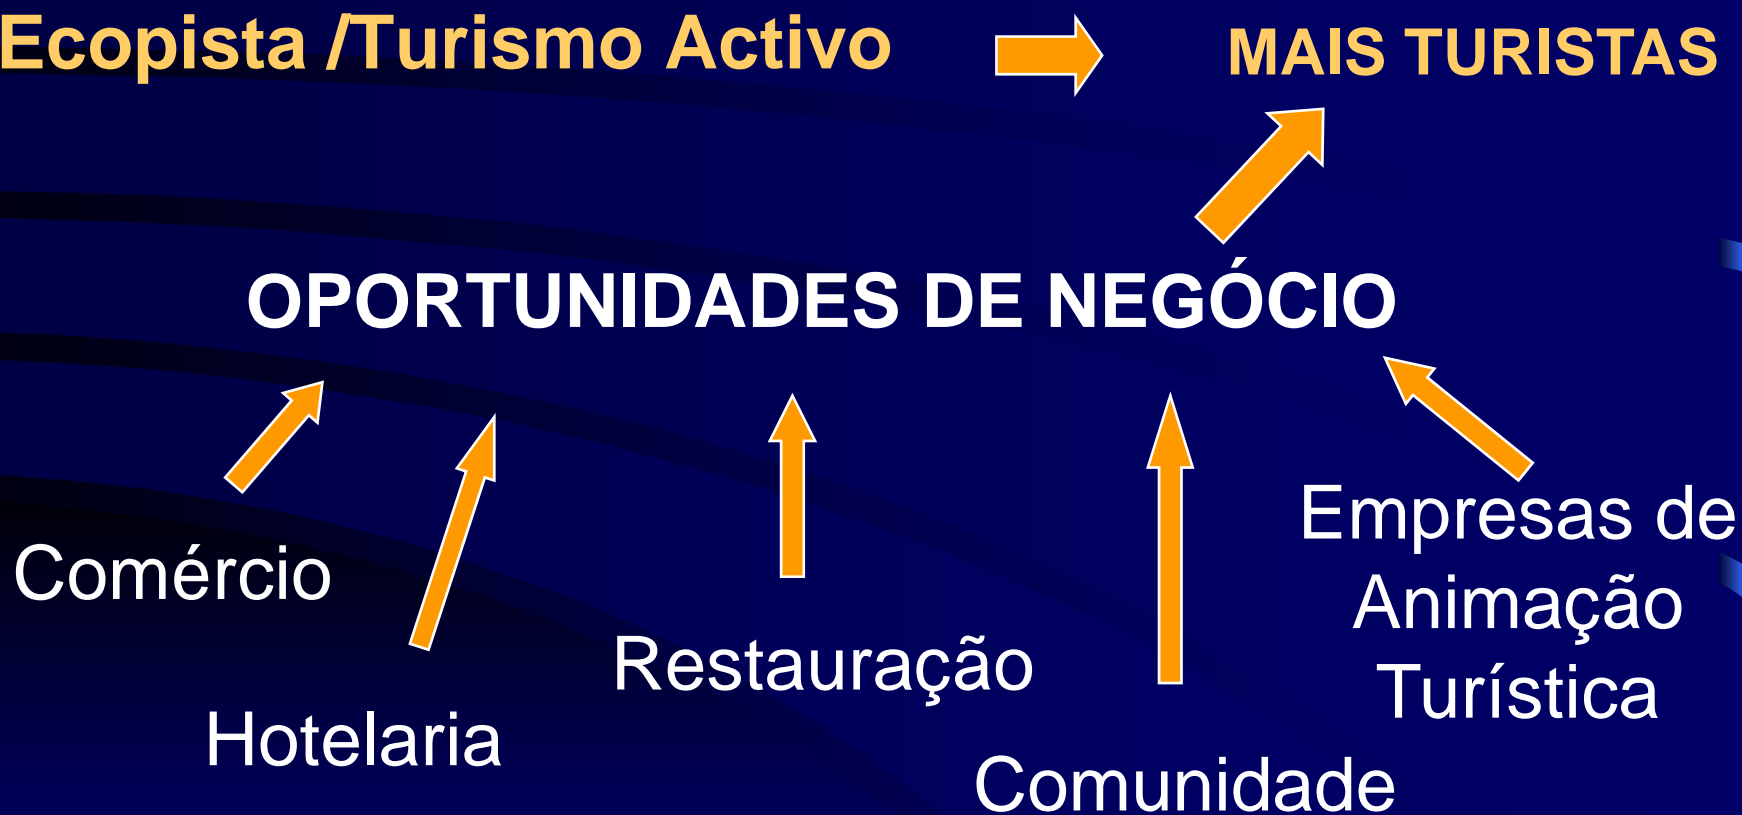 Ecopista /Turismo Activo
MAIS TURISTAS
OPORTUNIDADES DE NEGÓCIO
Comércio
Hotelaria
Restauração
Comunidade
Empresas de
Animação
Turística